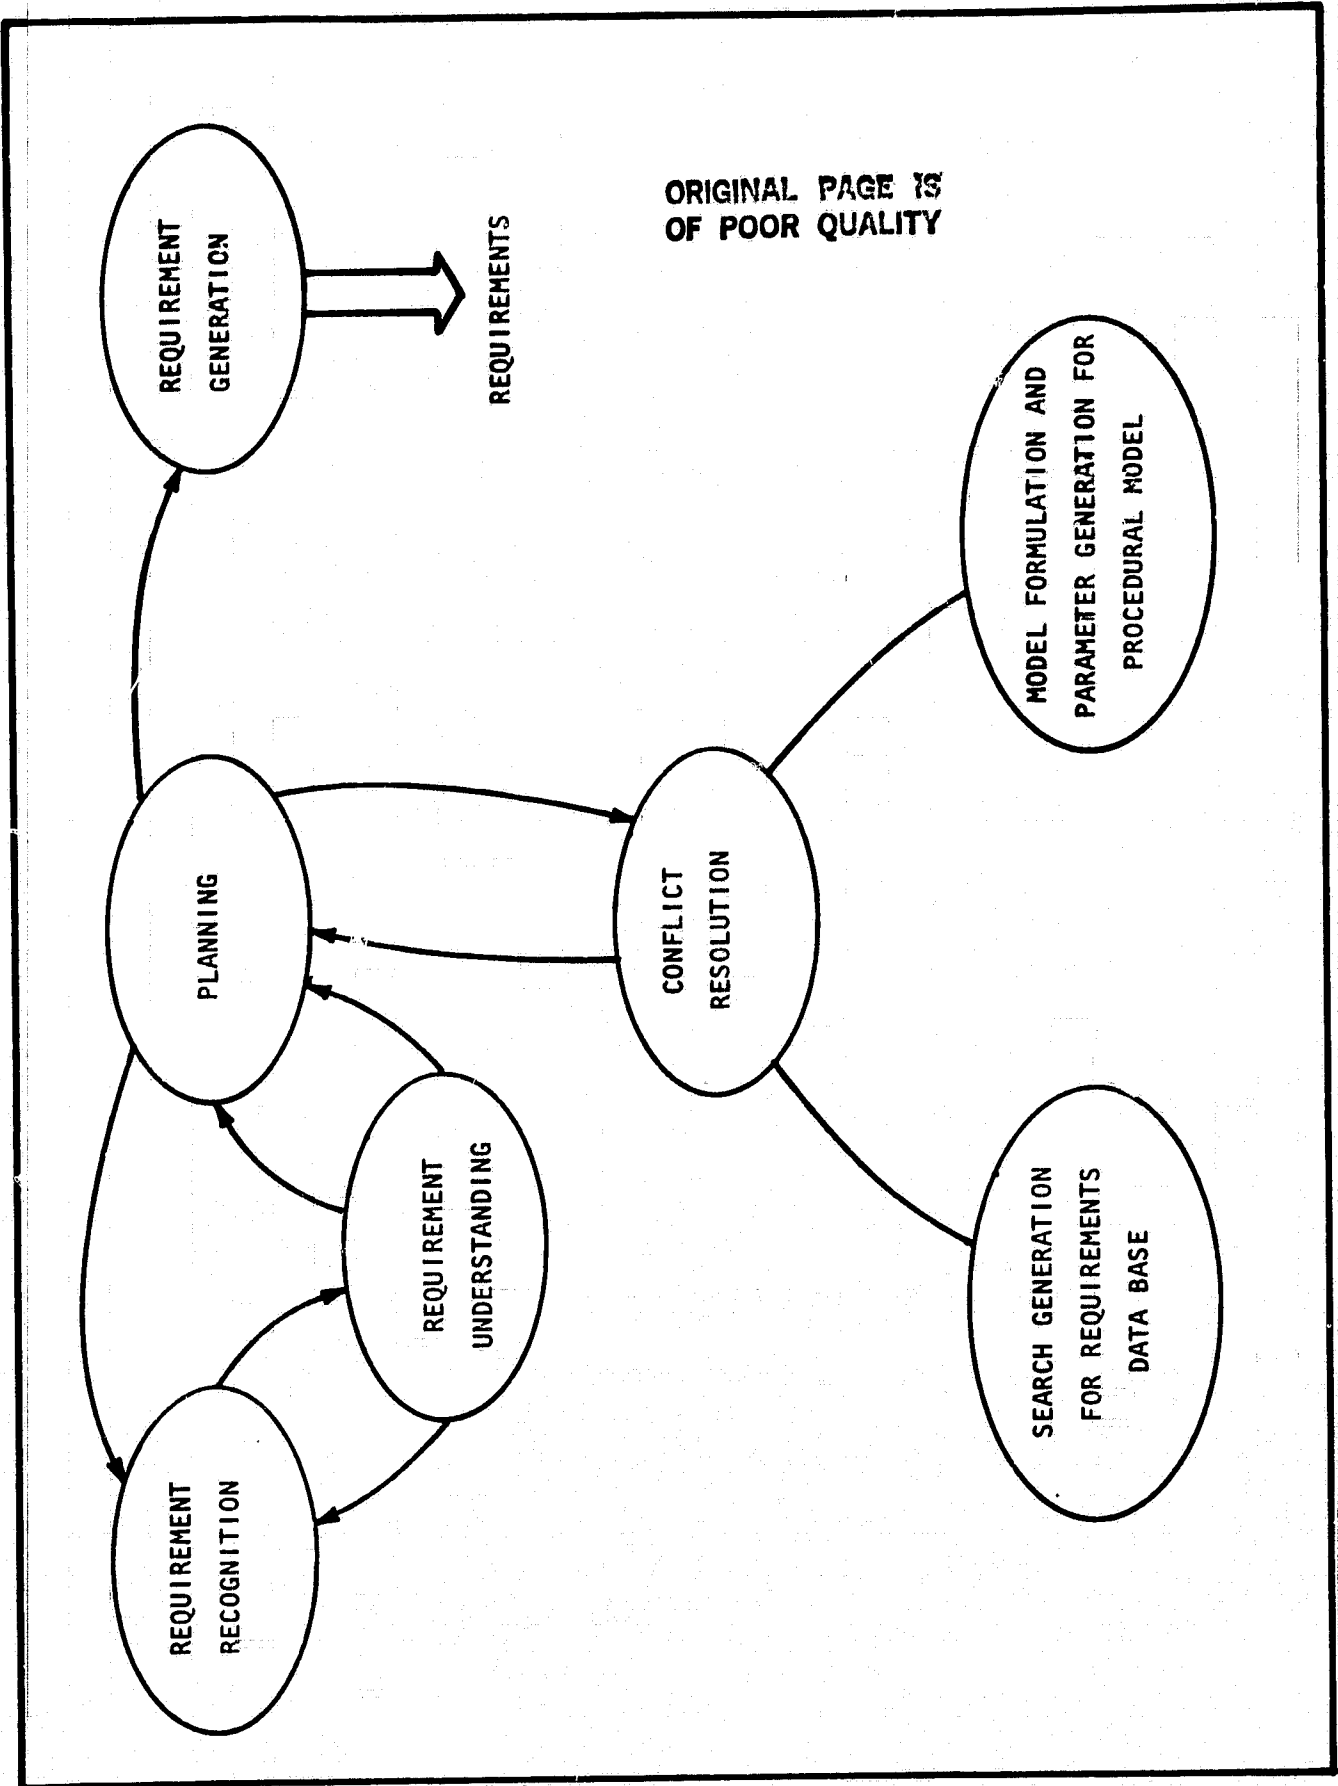 REQUIREMENT
RECOGNITION
REQUIREMENT
UNDERSTANDING
PLANNING
REQUIREMENT
GENERATION
REQUIREMENTS
CONFLICT
RESOLUTION
SEARCH GENERATION
FOR REQUIREMENTS
DATA BASE
MODEL FORMULATION AND
PARAMETER GENERATION FOR
PROCEDURAL MODEL
ORIGINAL PAGE IS
OF POOR QUALITY